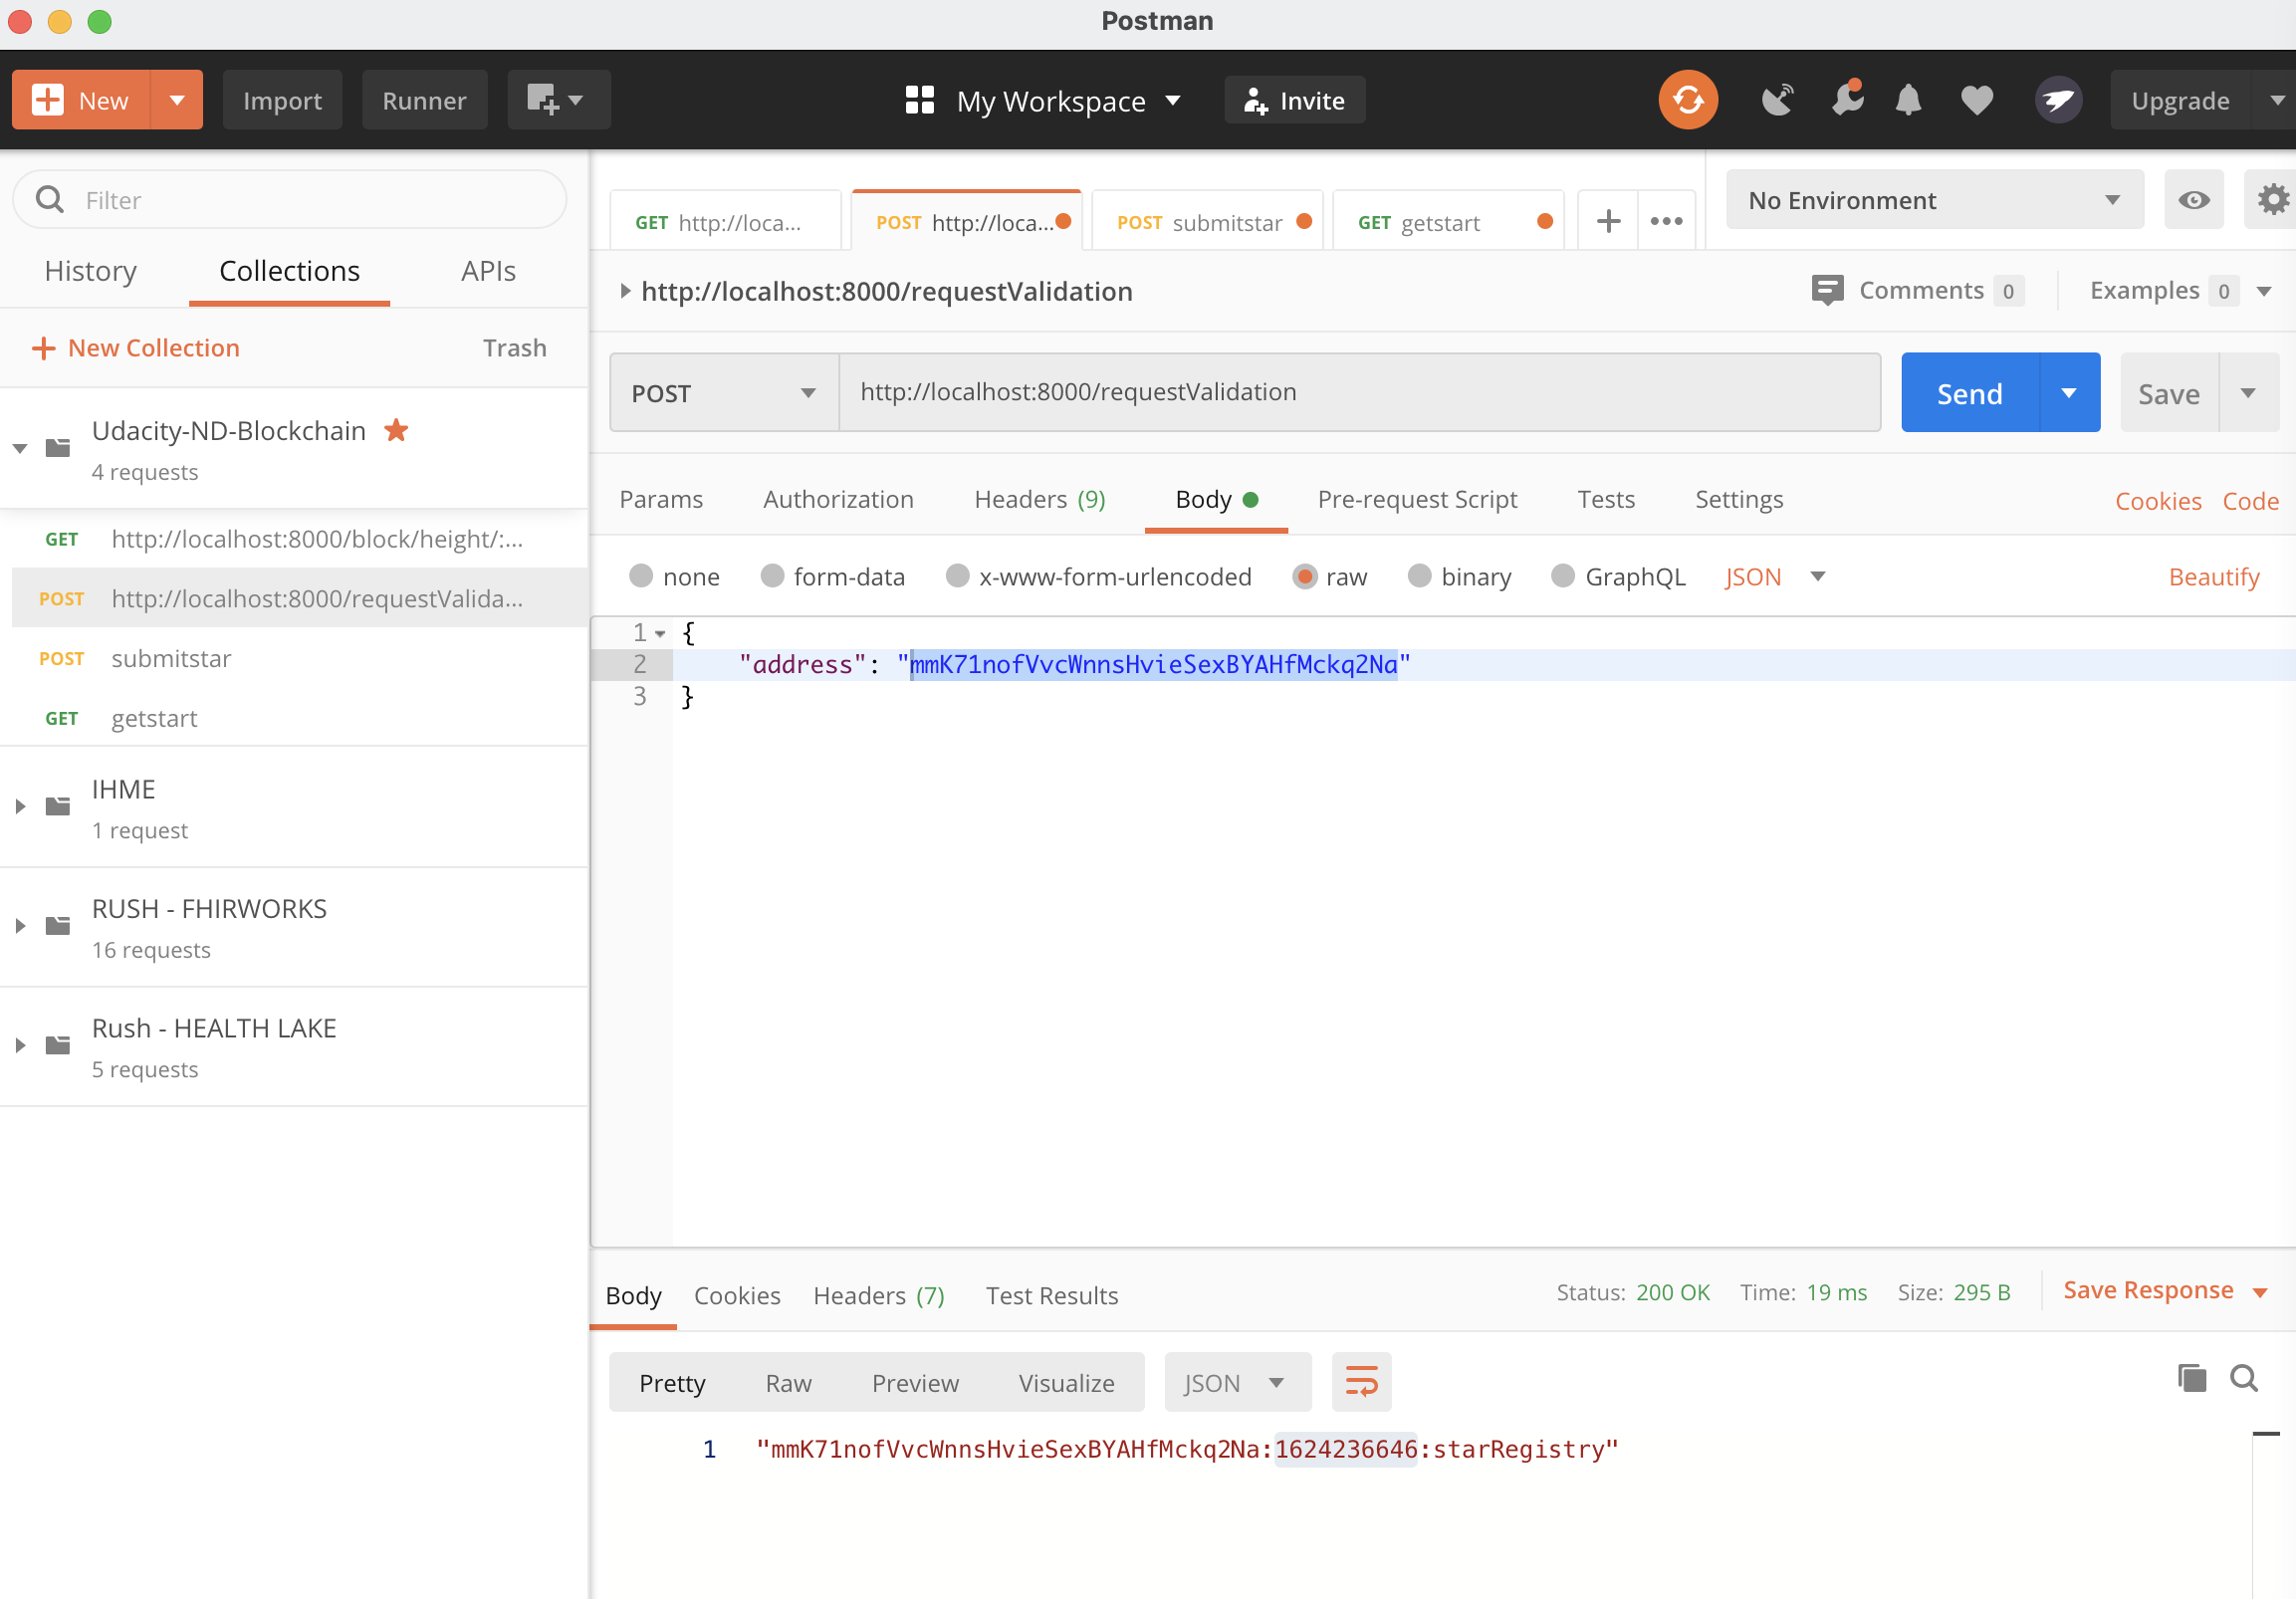 Postman
New
Import
Runner
My Workspace
Invite
Upgrade
Filter
History
Collections
APIs
New Collection
Trash
Udacity-ND-Blockchain
4 requests
GET http://localhost:8000/block/height/:...
POST http://localhost:8000/requestValida...
POST submitstar
GET getstart
IHME
1 request
RUSH - FHIRWORKS
16 requests
Rush - HEALTH LAKE
5 requests
GET http://loca...
POST http://loca...
POST submitstar
GET getstart
No Environment
http://localhost:8000/requestValidation
Comments 0
Examples 0
POST
http://localhost:8000/requestValidation
Send
Save
Params
Authorization
Headers (9)
Body
Pre-request Script
Tests
Settings
Cookies
Code
none
form-data
x-www-form-urlencoded
raw
binary
GraphQL
JSON
Beautify
1 {
2 "address": "mmK71nofVvcWnnsHvieSexBYAHfMckq2Na"
3 }
Body
Cookies
Headers (7)
Test Results
Status: 200 OK
Time: 19 ms
Size: 295 B
Save Response
Pretty
Raw
Preview
Visualize
JSON
1 "mmK71nofVvcWnnsHvieSexBYAHfMckq2Na:1624236646:starRegistry"